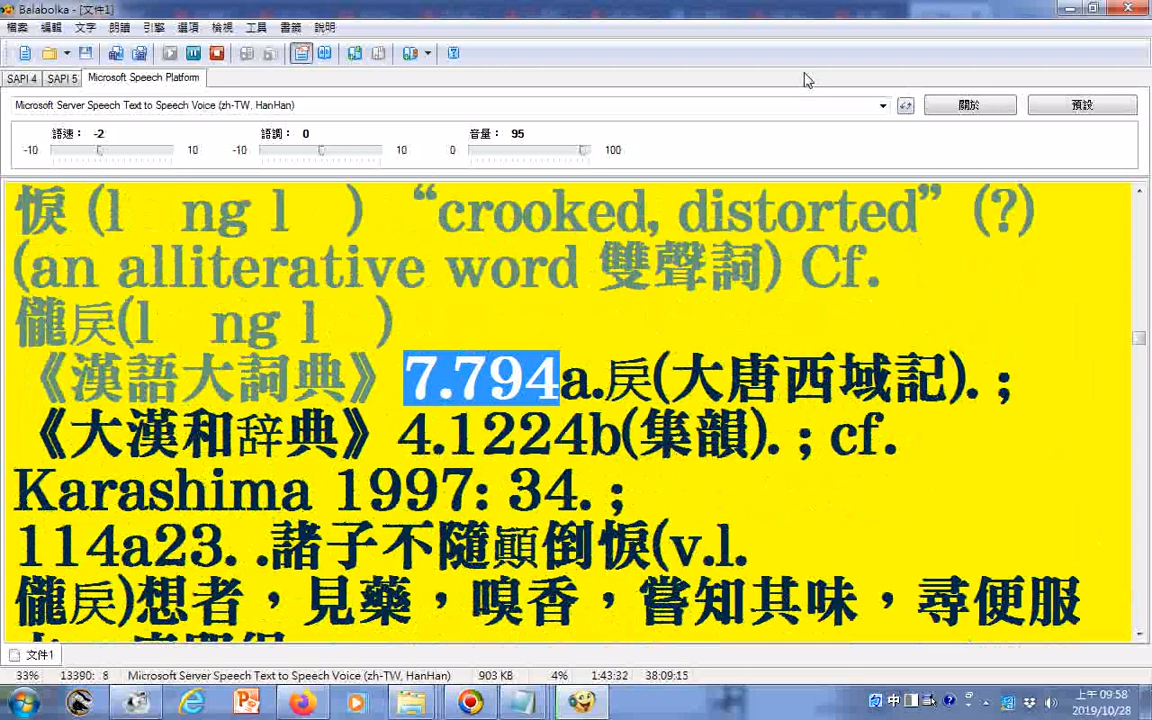 Balabolka - [文件1]
檔案 編輯 文字 朗讀 引擎 選項 檢視 工具 書籤 說明
SAPI 4 SAPI 5 Microsoft Speech Platform
Microsoft Server Speech Text to Speech Voice (zh-TW, HanHan) 關於 預設
語速： -2 語調： 0 音量： 95
-10 10 -10 10 0 100
悷 (l ng l ) “crooked, distorted” (?)
(an alliterative word 雙聲詞) Cf.
儱戾(l ng l )
《漢語大詞典》 7.794a.戾(大唐西域記). ;
《大漢和辞典》 4.1224b(集韻). ; cf.
Karashima 1997: 34. ;
114a23. .諸子不隨顚倒悷(v.l.
儱戾)想者，見藥，嗅香，嘗知其味，尋便服
文件1
33% 13390: 8 Microsoft Server Speech Text to Speech Voice (zh-TW, HanHan) 903 KB 4% 1:43:32 38:09:15
中
上午 09:58
2019/10/28